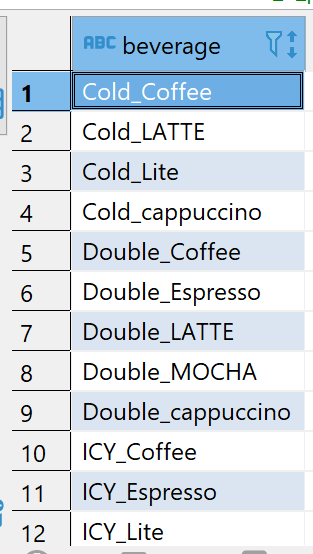 ABC beverage
1 Cold_Coffee
2 Cold_LATTE
3 Cold_Lite
4 Cold_cappuccino
5 Double_Coffee
6 Double_Espresso
7 Double_LATTE
8 Double_MOCHA
9 Double_cappuccino
10 ICY_Coffee
11 ICY_Espresso
12 ICY_Lite